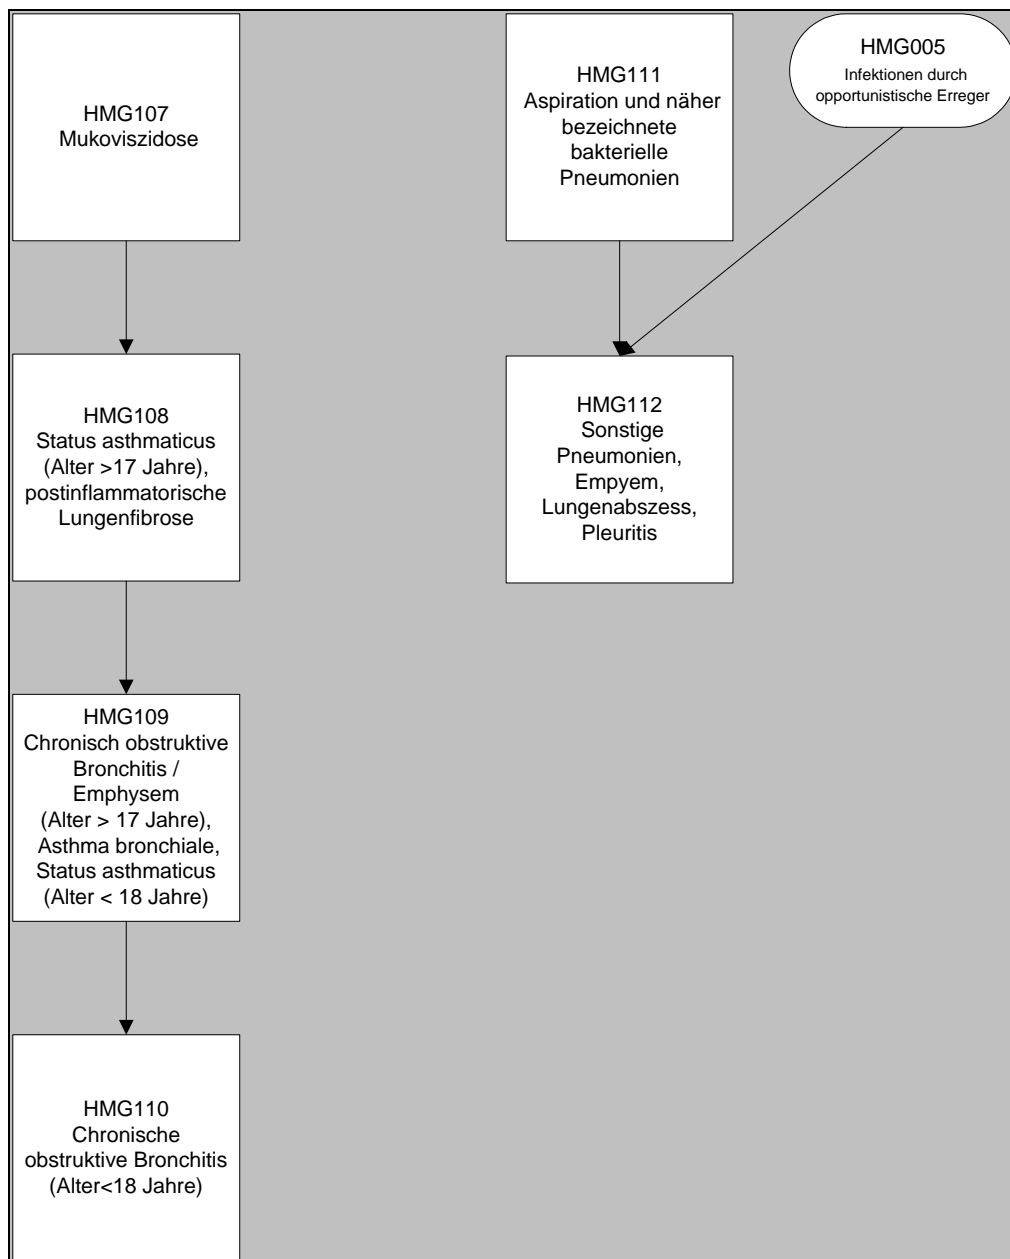 HMG107
Mukoviszidose
HMG111
Aspiration und näher
bezeichnete
bakterielle
Pneumonien
HMG005
Infektionen durch
opportunistische Erreger
HMG108
Status asthmaticus
(Alter >17 Jahre),
postinflammatorische
Lungenfibrose
HMG112
Sonstige
Pneumonien,
Empyem,
Lungenabszess,
Pleuritis
HMG109
Chronisch obstruktive
Bronchitis /
Emphysem
(Alter > 17 Jahre),
Asthma bronchiale,
Status asthmaticus
(Alter < 18 Jahre)
HMG110
Chronische
obstruktive Bronchitis
(Alter<18 Jahre)